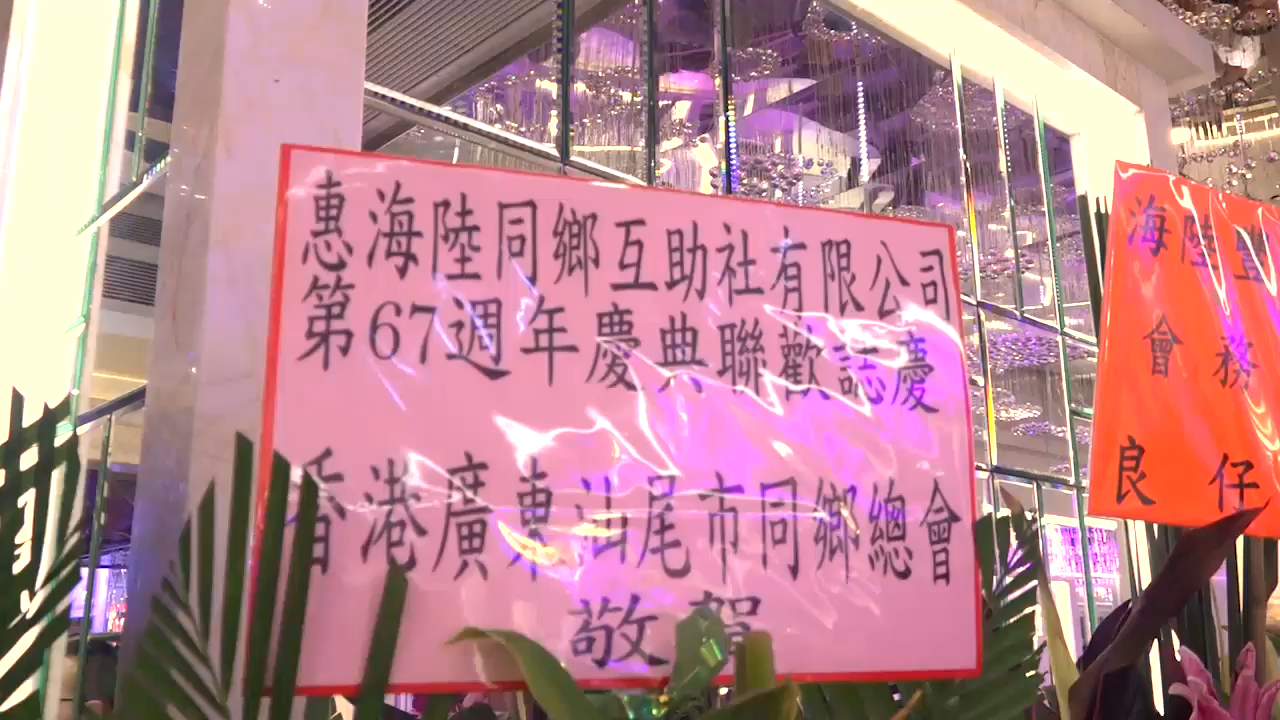 惠海陸同鄉互助社有限公司
第67週年慶典聯歡誌慶
香港廣東汕尾市同鄉總會
敬賀
海陸豐
會務
良仔